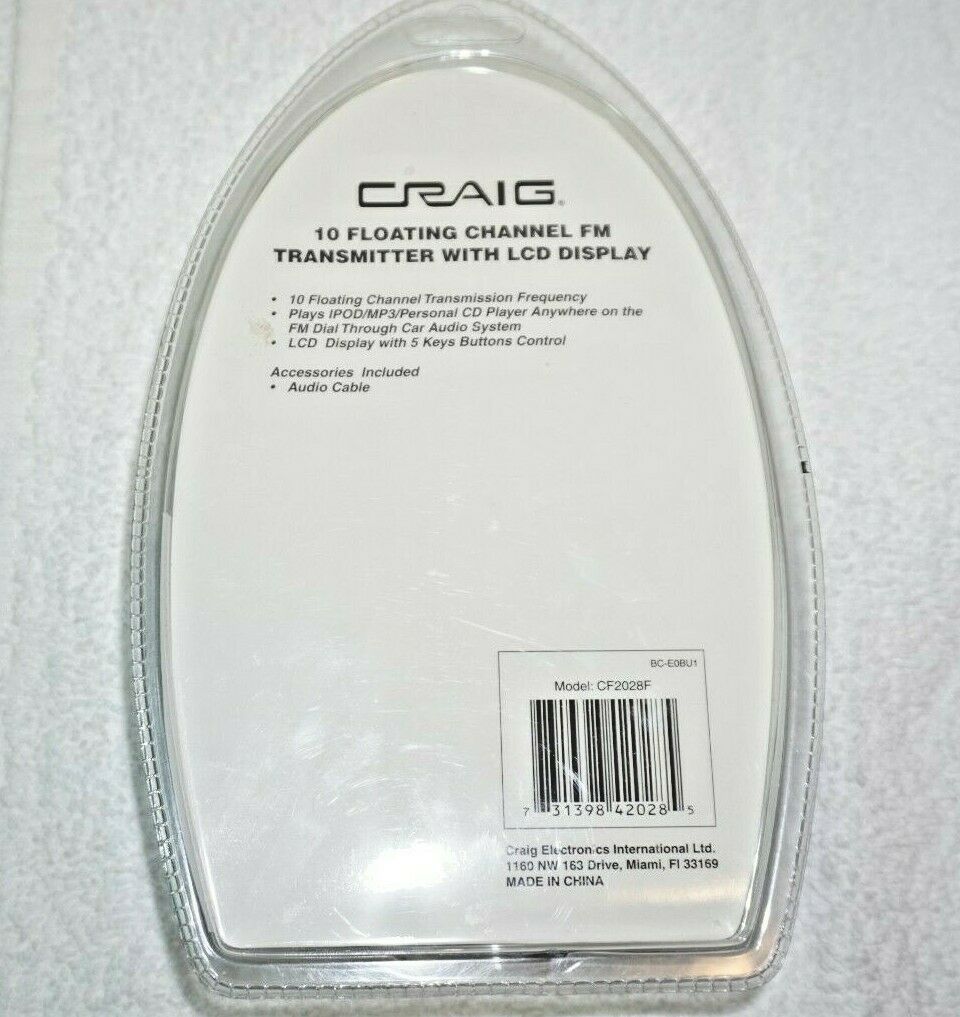 CRAIG®
10 FLOATING CHANNEL FM
TRANSMITTER WITH LCD DISPLAY
• 10 Floating Channel Transmission Frequency
• Plays IPOD/MP3/Personal CD Player Anywhere on the
FM Dial Through Car Audio System
• LCD Display with 5 Keys Buttons Control
Accessories Included
• Audio Cable
BC-E0BU1
Model: CF2028F
7 31398 42028 5
Craig Electronics International Ltd.
1160 NW 163 Drive, Miami, Fl 33169
MADE IN CHINA